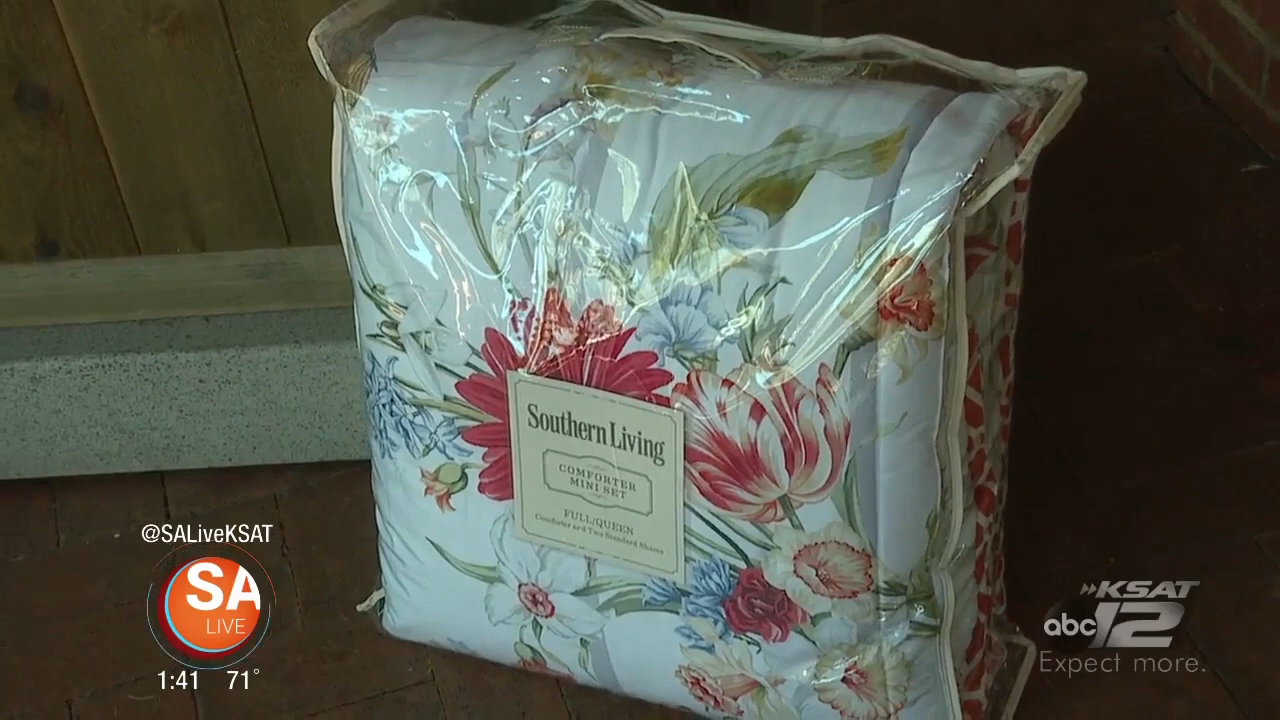 Southern Living
COMFORTER
MINI SET
FULL/QUEEN
Comforter and Two Standard Shams
@SALiveKSAT
SA
LIVE
1:41 71°
KSAT
abc 12
Expect more.